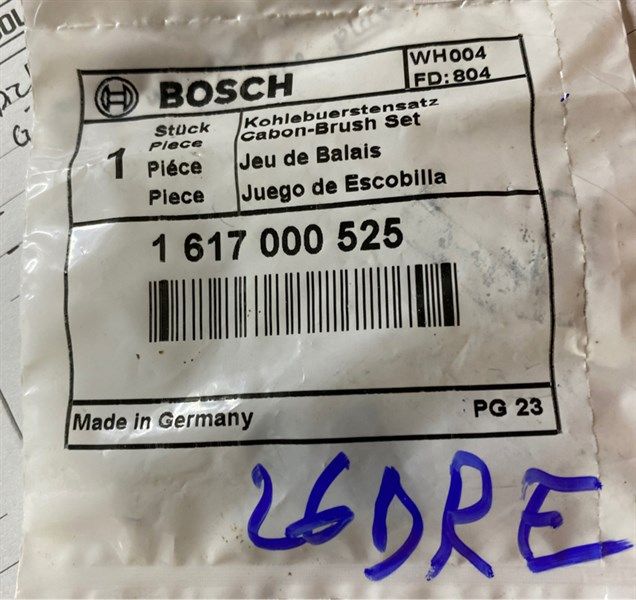 BOSCH
WH004
FD:804
1
Stück
Piece
Piéce
Piece
Kohlebuerstensatz
Cabon-Brush Set
Jeu de Balais
Juego de Escobilla
1 617 000 525
Made in Germany
PG 23
26DRE